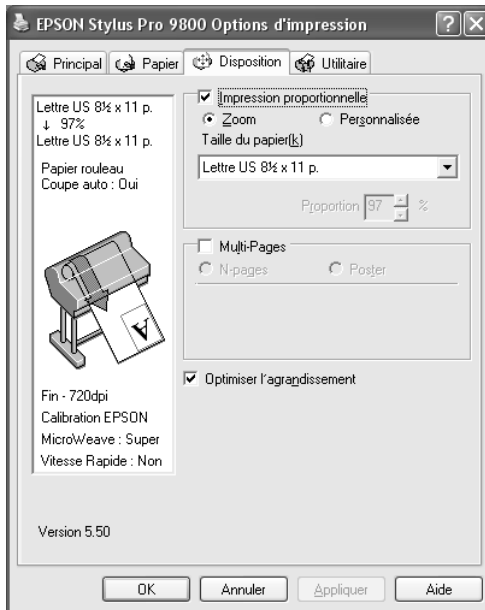 EPSON Stylus Pro 9800 Options d'impression
Principal Papier Disposition Utilitaire
Lettre US 8½ x 11 p.
↓ 97%
Lettre US 8½ x 11 p.
Papier rouleau
Coupe auto : Oui
A
Fin - 720dpi
Calibration EPSON
MicroWeave : Super
Vitesse Rapide : Non
Version 5.50
Impression proportionnelle
Zoom Personnalisée
Taille du papier(k)
Lettre US 8½ x 11 p.
Proportion 97 %
Multi-Pages
N-pages Poster
Optimiser l'agrandissement
OK Annuler Appliquer Aide